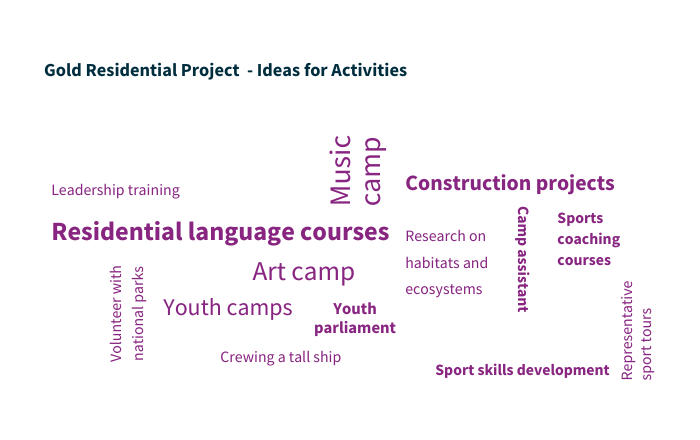 Gold Residential Project  - Ideas for Activities
Music
camp
Leadership training
Construction projects
Residential language courses
Research on
habitats and
ecosystems
Camp assistant
Sports
coaching
courses
Art camp
Volunteer with
national parks
Youth camps
Youth
parliament
Crewing a tall ship
Sport skills development
Representative
sport tours